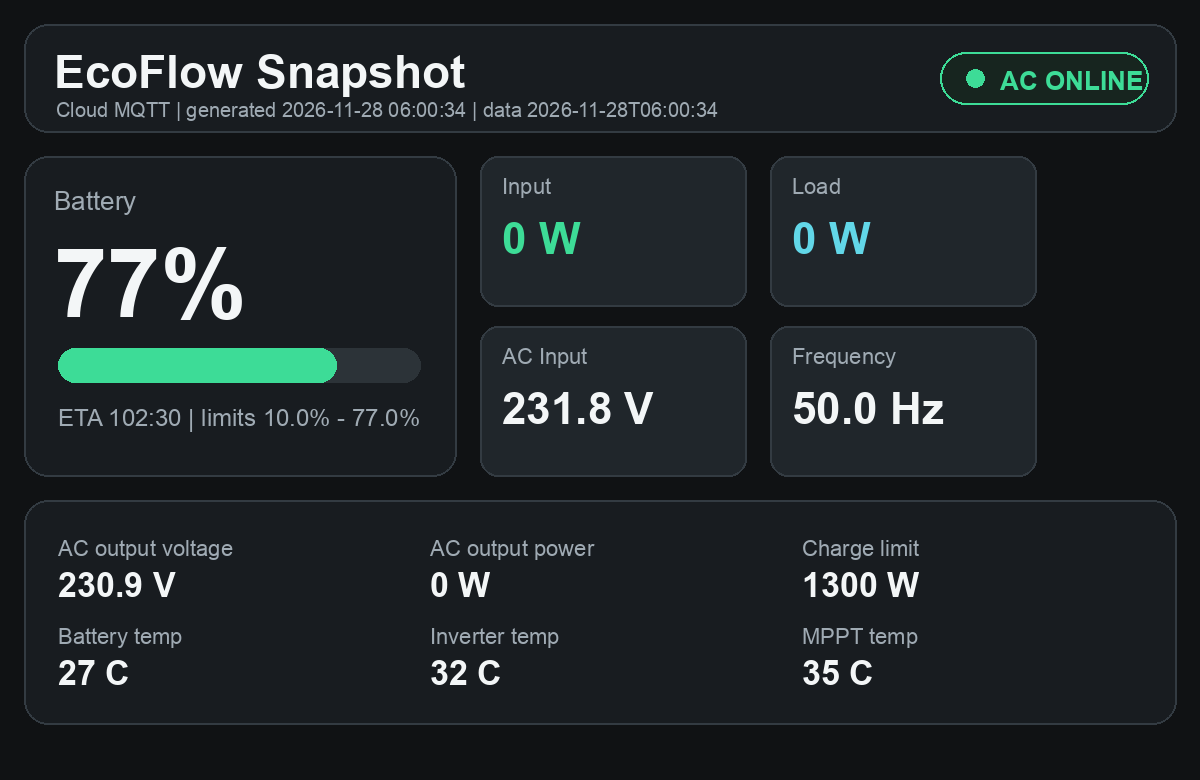 EcoFlow Snapshot
Cloud MQTT | generated 2026-11-28 06:00:34 | data 2026-11-28T06:00:34
AC ONLINE
Battery
77%
ETA 102:30 | limits 10.0% - 77.0%
Input
0 W
Load
0 W
AC Input
231.8 V
Frequency
50.0 Hz
AC output voltage
230.9 V
AC output power
0 W
Charge limit
1300 W
Battery temp
27 C
Inverter temp
32 C
MPPT temp
35 C